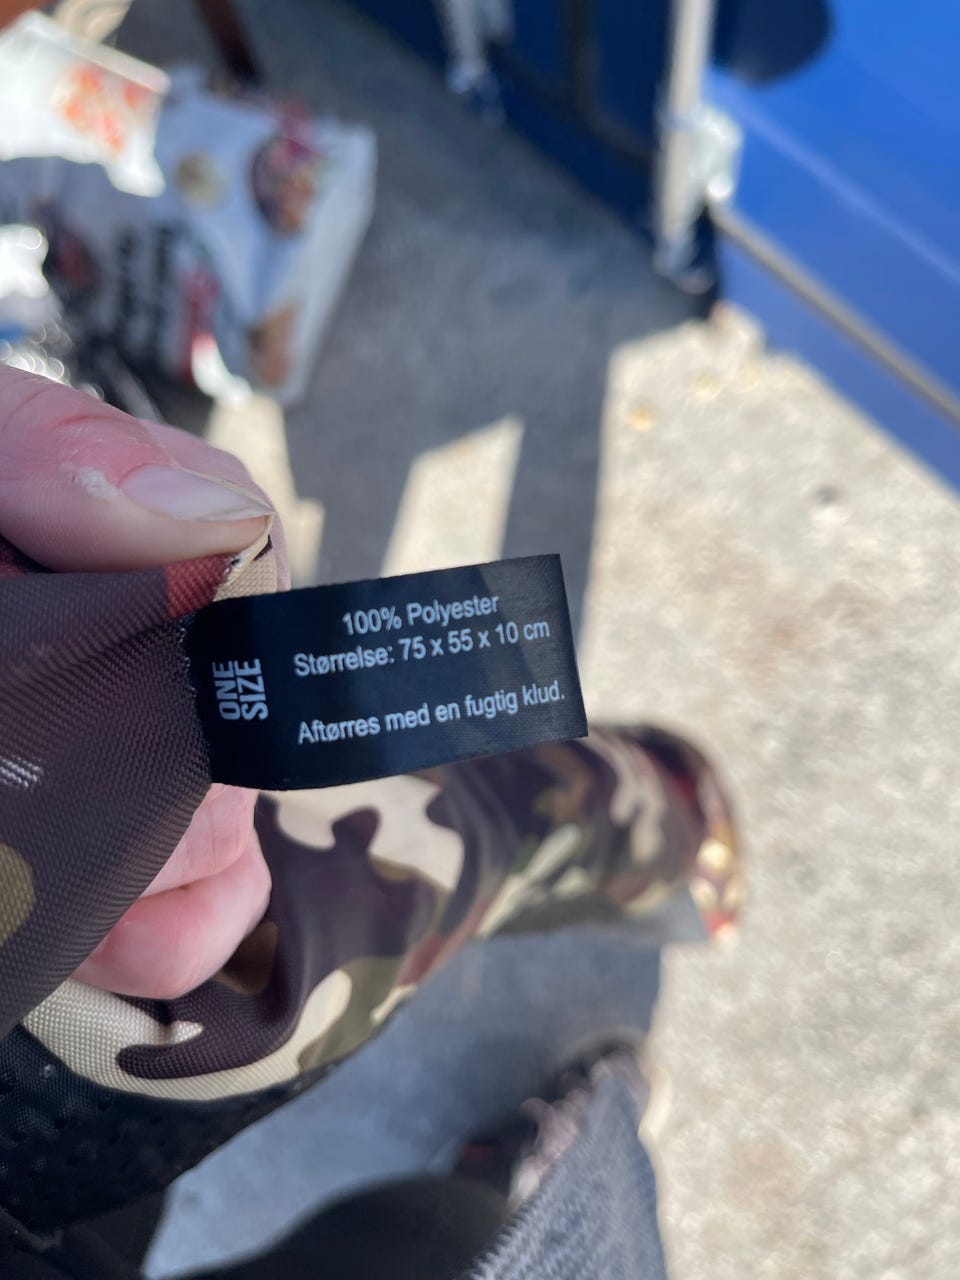 ONE
SIZE
100% Polyester
Størrelse: 75 x 55 x 10 cm
Aftørres med en fugtig klud.